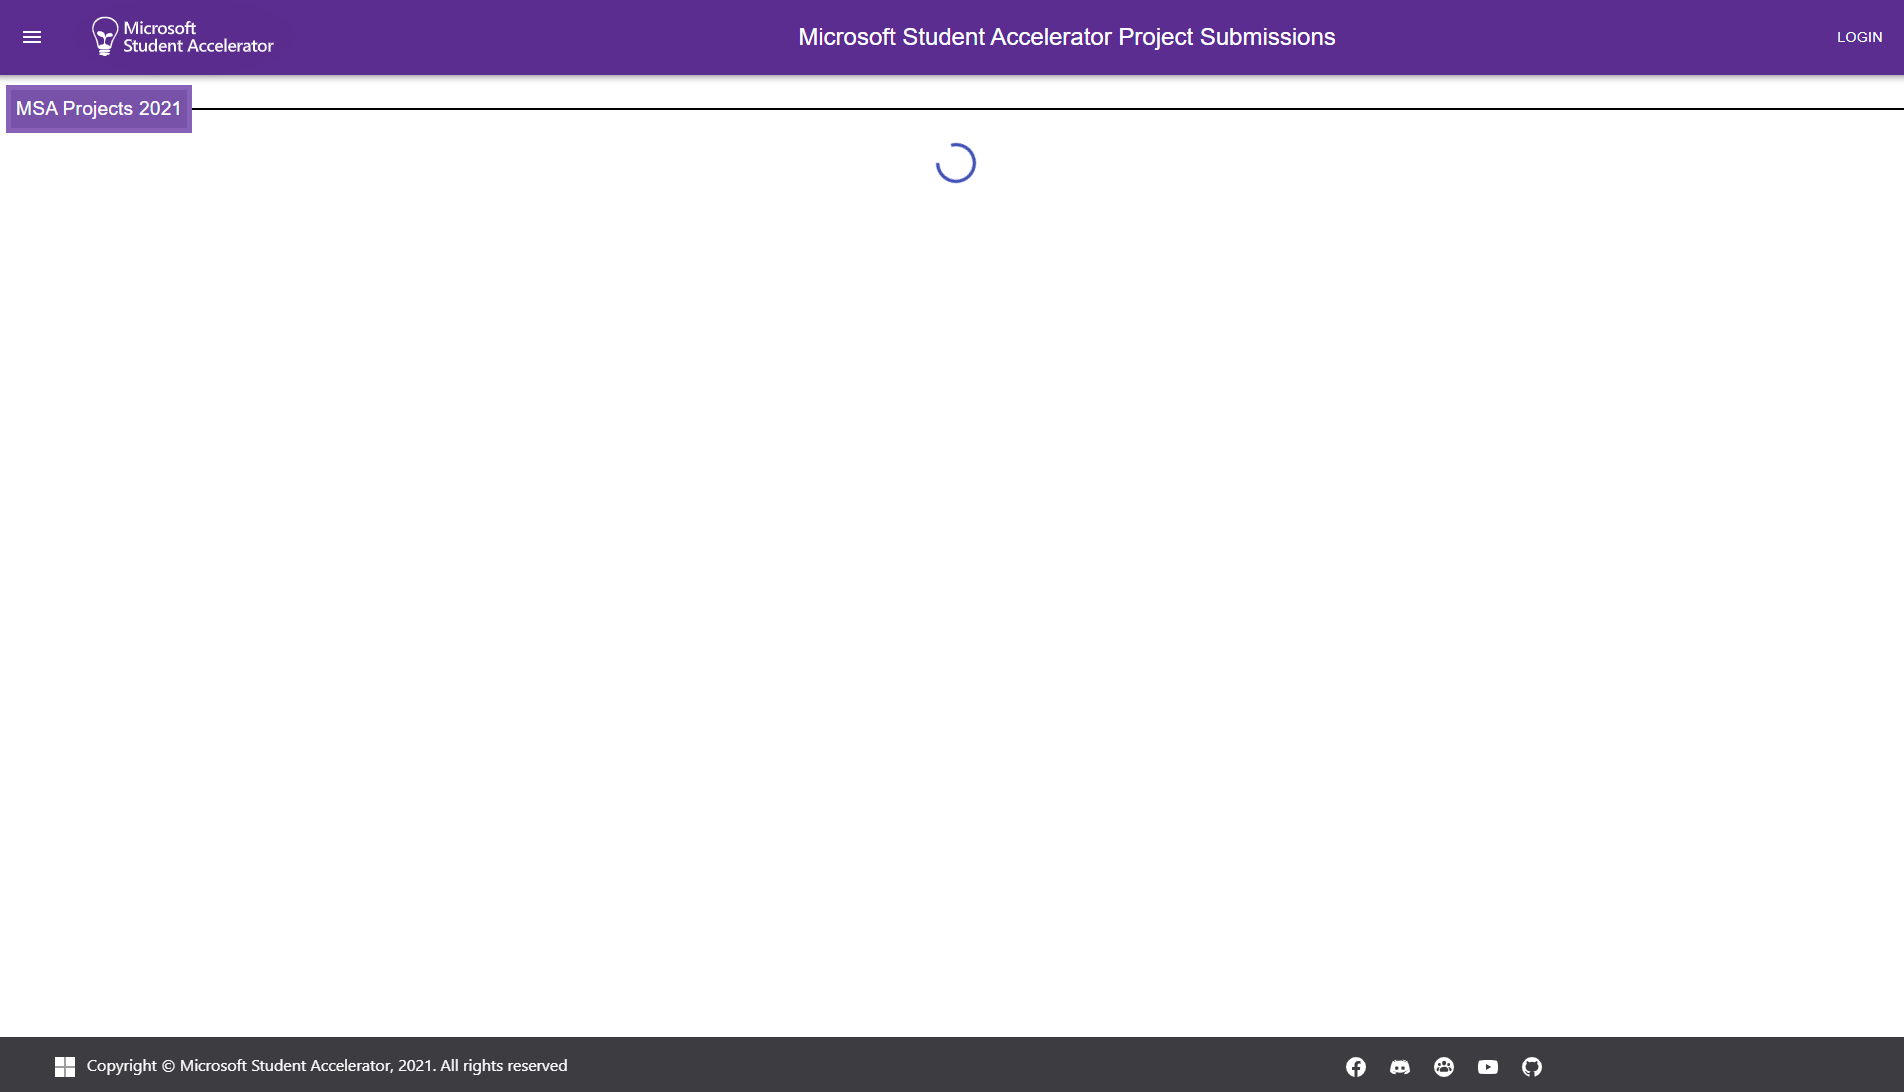 Microsoft
Student Accelerator
Microsoft Student Accelerator Project Submissions
LOGIN
MSA Projects 2021
Copyright © Microsoft Student Accelerator, 2021. All rights reserved